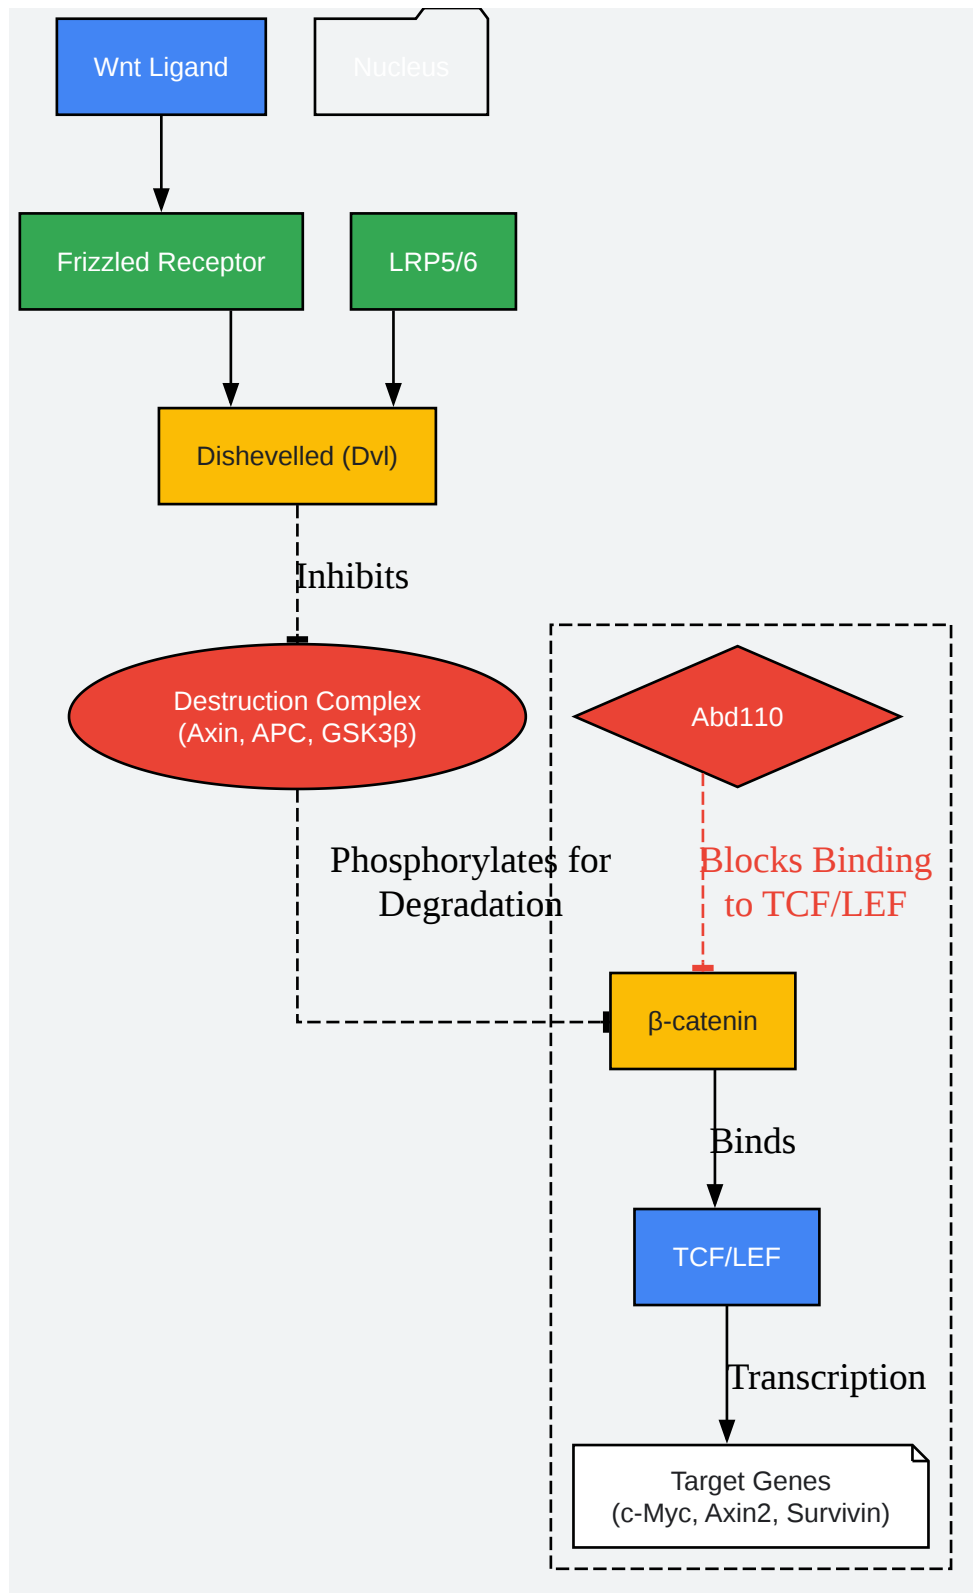 Wnt Ligand
Nucleus
Frizzled Receptor
LRP5/6
Dishevelled (Dvl)
Inhibits
Destruction Complex
(Axin, APC, GSK3β)
Abd110
Phosphorylates for
Degradation
Blocks Binding
to TCF/LEF
β-catenin
Binds
TCF/LEF
Transcription
Target Genes
(c-Myc, Axin2, Survivin)